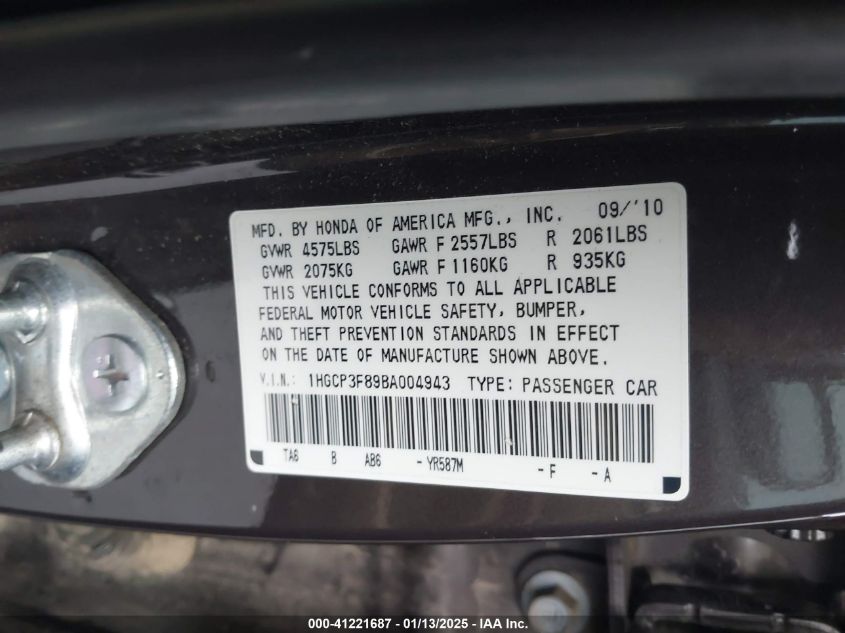 MFD. BY HONDA OF AMERICA MFG., INC. 09/'10
GVWR 4575LBS GAWR F 2557LBS R 2061LBS
GVWR 2075KG GAWR F 1160KG R 935KG
THIS VEHICLE CONFORMS TO ALL APPLICABLE
FEDERAL MOTOR VEHICLE SAFETY, BUMPER,
AND THEFT PREVENTION STANDARDS IN EFFECT
ON THE DATE OF MANUFACTURE SHOWN ABOVE.
V.I.N.: 1HGCP3F89BA004943 TYPE: PASSENGER CAR
TA6 B AB6 -YR587M -F -A
000-41221687 - 01/13/2025 - IAA Inc.